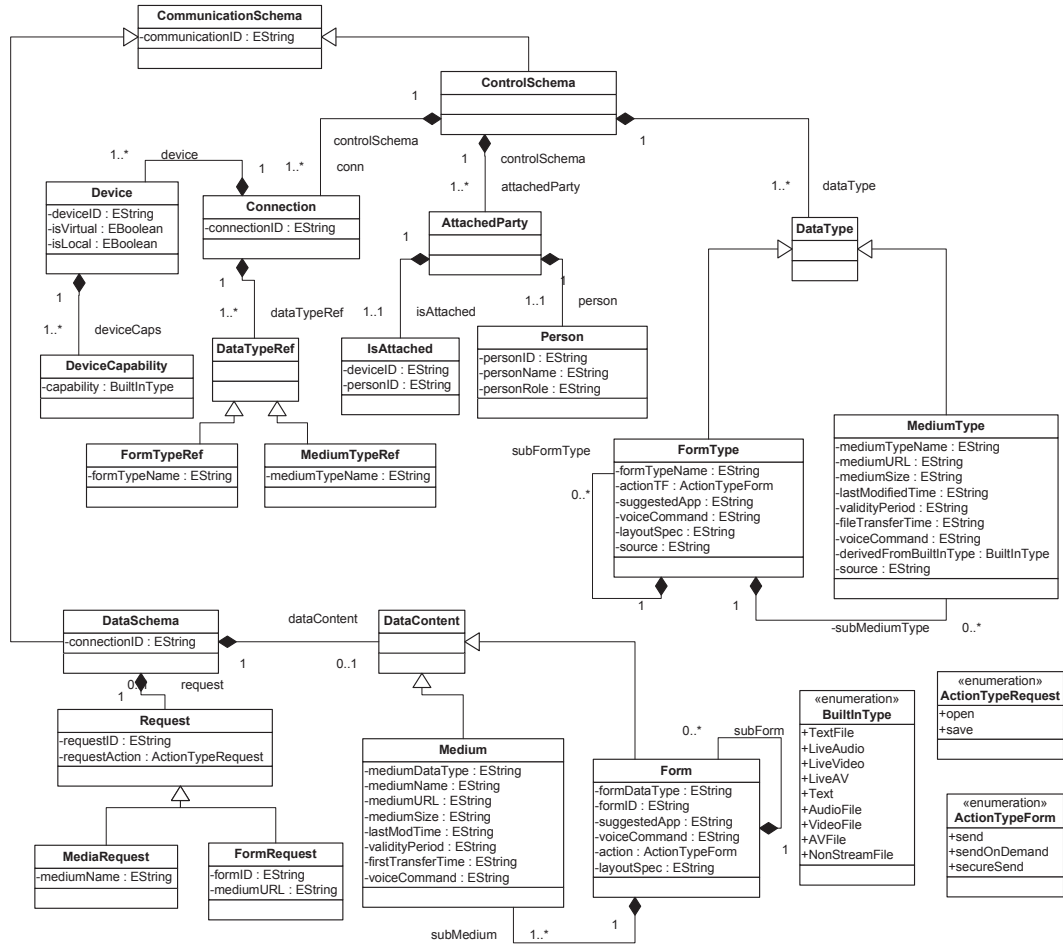 CommunicationSchema
-communicationID : EString
ControlSchema
1
1
controlSchema
conn
1..*
1
controlSchema
1..*
attachedParty
1
1..*
dataType
1..*
device
1
Device
-deviceID : EString
-isVirtual : EBoolean
-isLocal : EBoolean
Connection
-connectionID : EString
AttachedParty
DataType
1
1..*
deviceCaps
1
1..*
dataTypeRef
1
1..1
isAttached
1
1..1
person
DeviceCapability
-capability : BuiltInType
DataTypeRef
IsAttached
-deviceID : EString
-personID : EString
Person
-personID : EString
-personName : EString
-personRole : EString
FormTypeRef
-formTypeName : EString
MediumTypeRef
-mediumTypeName : EString
subFormType
0..*
FormType
-formTypeName : EString
-actionTF : ActionTypeForm
-suggestedApp : EString
-voiceCommand : EString
-layoutSpec : EString
-source : EString
1
1
MediumType
-mediumTypeName : EString
-mediumURL : EString
-mediumSize : EString
-lastModifiedTime : EString
-validityPeriod : EString
-fileTransferTime : EString
-voiceCommand : EString
-derivedFromBuiltInType : BuiltInType
-source : EString
-subMediumType
0..*
DataSchema
-connectionID : EString
dataContent
1
0..1
DataContent
1
request
Request
-requestID : EString
-requestAction : ActionTypeRequest
MediaRequest
-mediumName : EString
FormRequest
-formID : EString
-mediumURL : EString
Medium
-mediumDataType : EString
-mediumName : EString
-mediumURL : EString
-mediumSize : EString
-lastModTime : EString
-validityPeriod : EString
-firstTransferTime : EString
-voiceCommand : EString
0..*
subForm
Form
-formDataType : EString
-formID : EString
-suggestedApp : EString
-voiceCommand : EString
-action : ActionTypeForm
-layoutSpec : EString
1
1
subMedium
1..*
«enumeration»
BuiltInType
+TextFile
+LiveAudio
+LiveVideo
+LiveAV
+Text
+AudioFile
+VideoFile
+AVFile
+NonStreamFile
«enumeration»
ActionTypeRequest
+open
+save
«enumeration»
ActionTypeForm
+send
+sendOnDemand
+secureSend